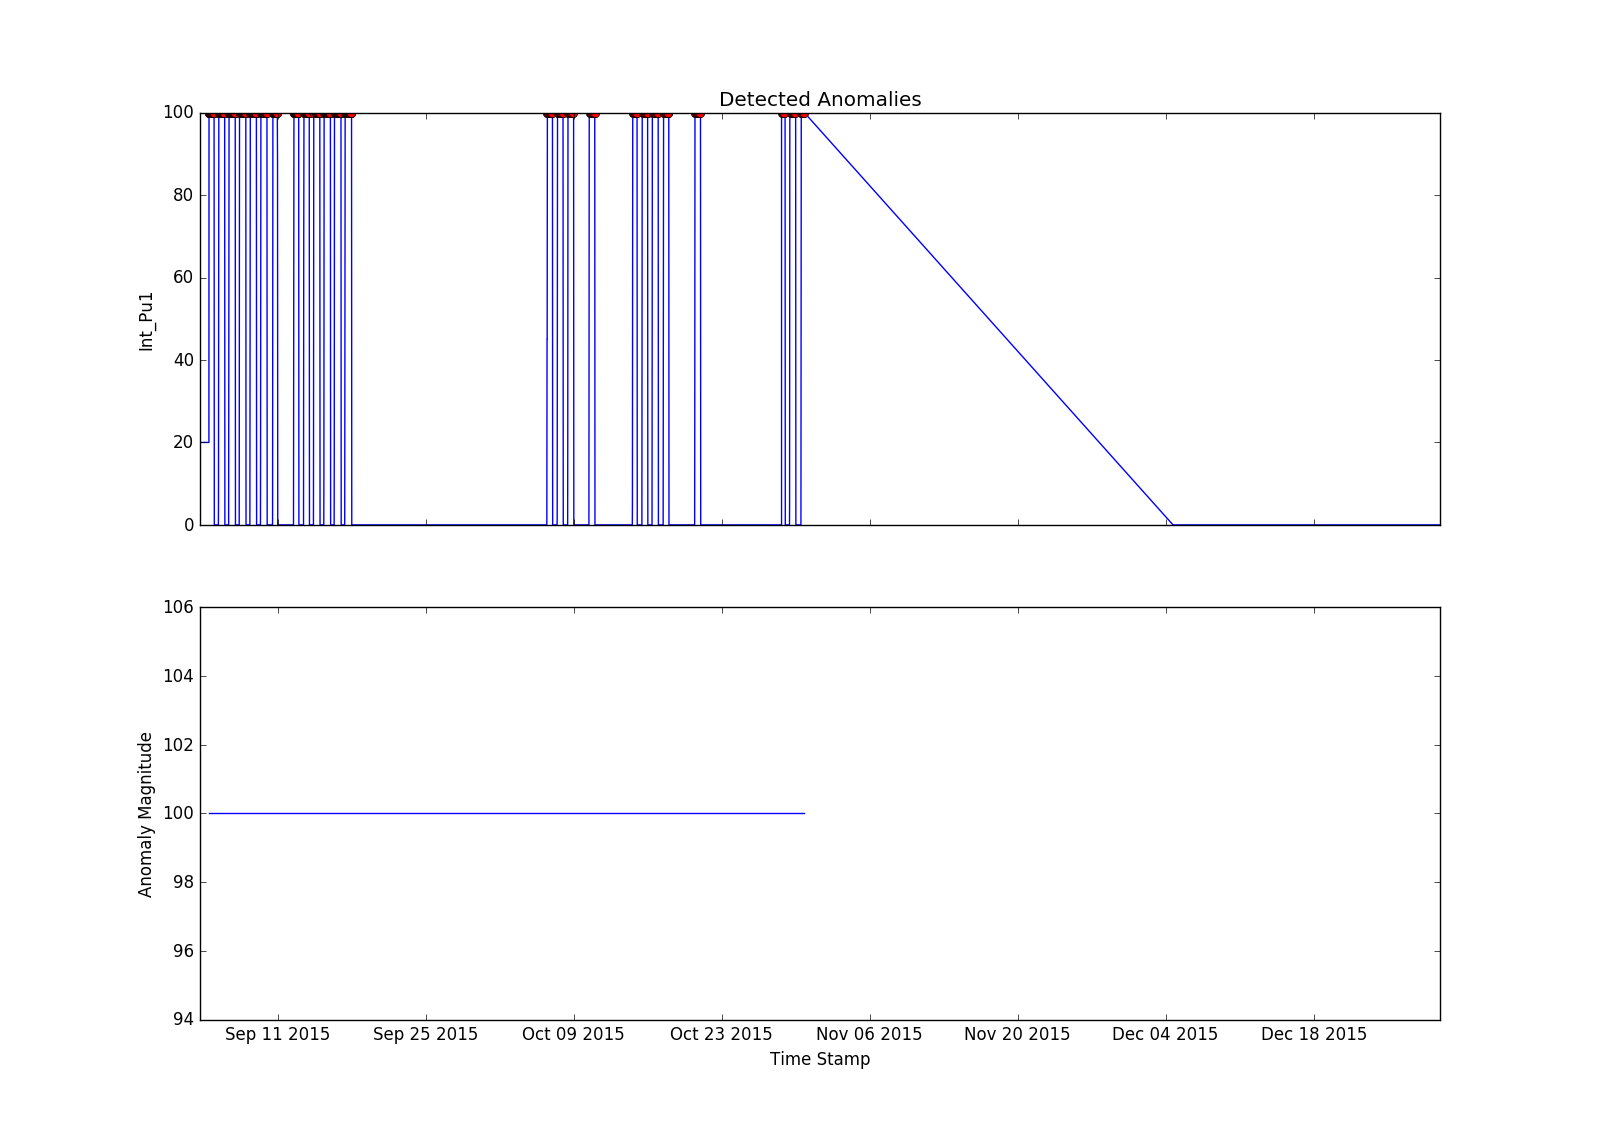 Detected Anomalies
100
80
60
40
20
0
Int_Pu1
106
104
102
100
98
96
94
Anomaly Magnitude
Sep 11 2015 Sep 25 2015 Oct 09 2015 Oct 23 2015 Nov 06 2015 Nov 20 2015 Dec 04 2015 Dec 18 2015
Time Stamp